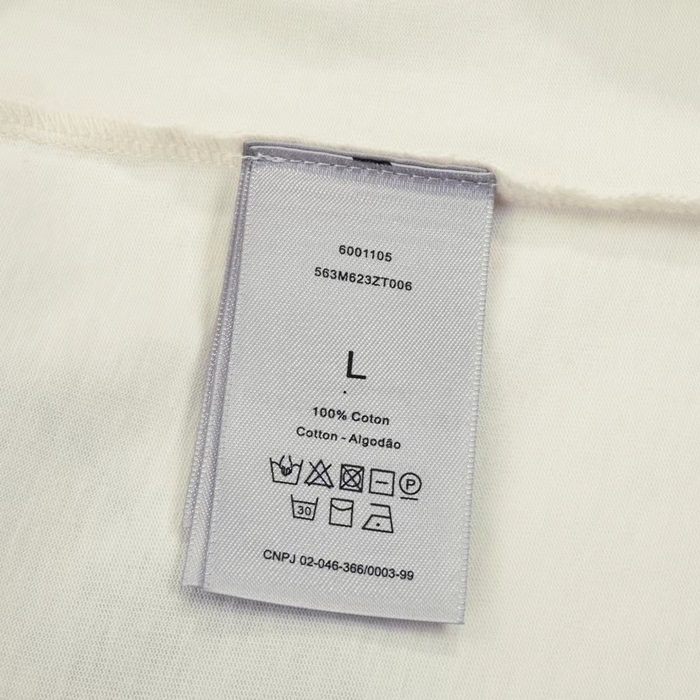 6001105
563M623ZT006
L
100% Coton
Cotton - Algodão
P
30
CNPJ 02-046-366/0003-99